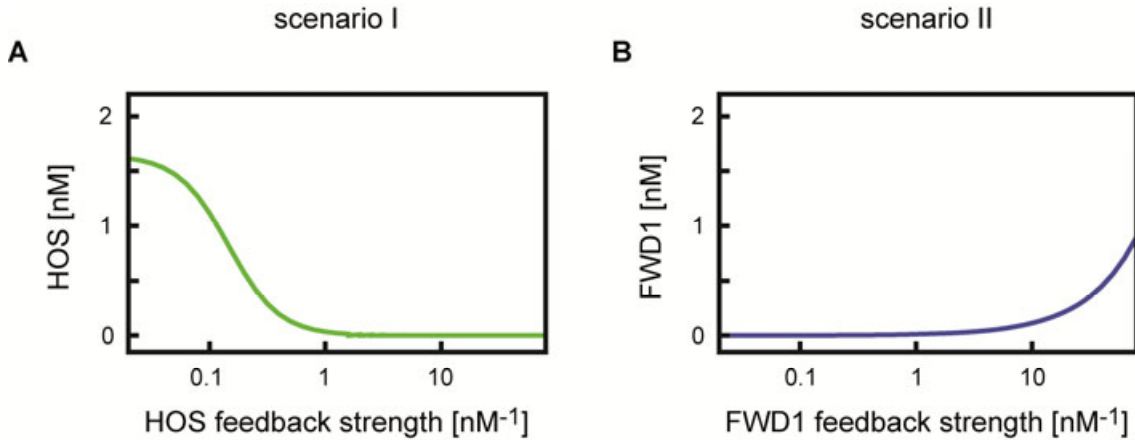 scenario I
scenario II
A
B
2
1
0
HOS [nM]
0.1
1
10
HOS feedback strength [nM-1]
2
1
0
FWD1 [nM]
0.1
1
10
FWD1 feedback strength [nM-1]